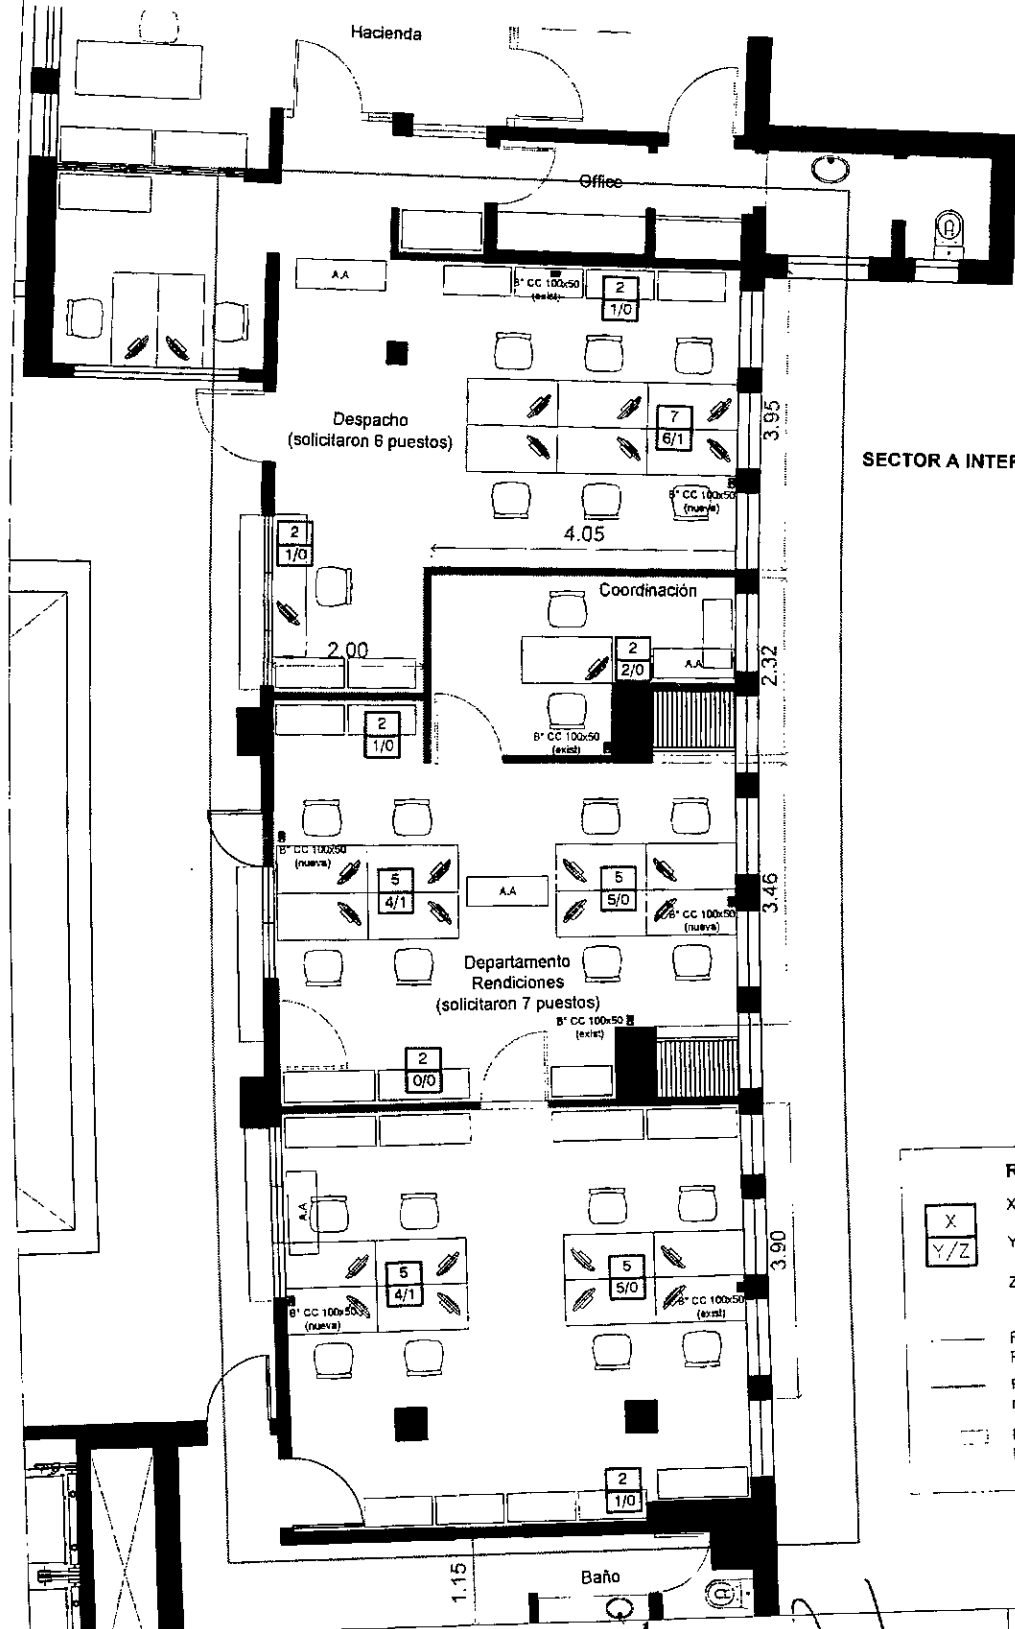 Hacienda
Office
A.A
B° CC 100x50
(exist)
2
1/0
Despacho
(solicitaron 6 puestos)
7
6/1
3.95
SECTOR A INTER
B° CC 100x50
(nueva)
4.05
2
1/0
Coordinación
2.00
2
2/0
A.A
2.32
2
1/0
B° CC 100x50
(exist)
B° CC 100x50
(nueva)
5
4/1
A.A
5
5/0
3.46
B° CC 100x50
(nueva)
Departamento
Rendiciones
(solicitaron 7 puestos)
B° CC 100x50
(exist)
2
0/0
R
X
Y/Z
X
Y
Z
A.A
3.90
5
4/1
5
5/0
B° CC 100x50
(nueva)
B° CC 100x50
(exist)
2
1/0
1.15
Baño